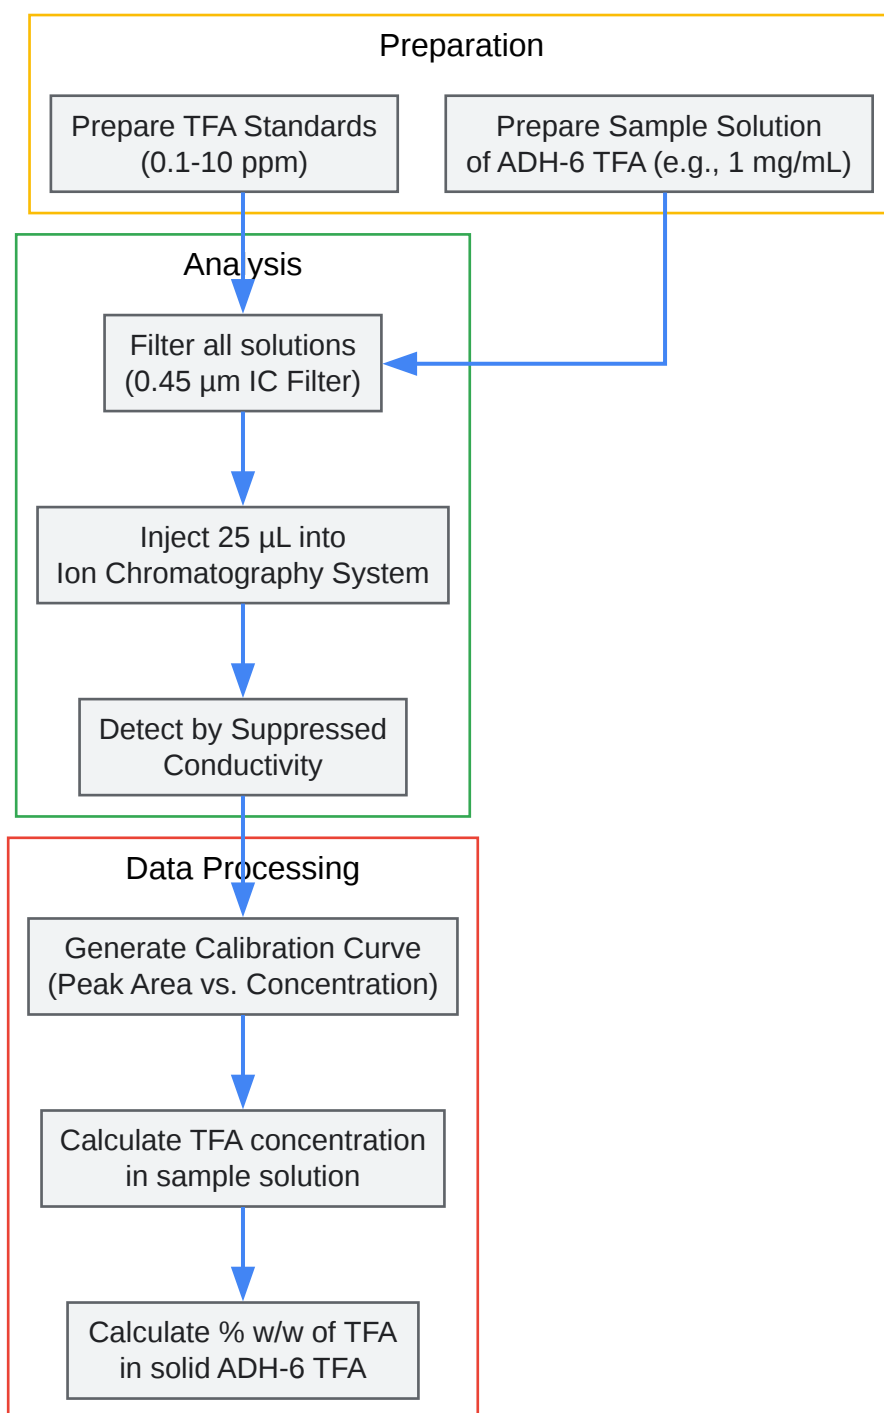 Preparation
Prepare TFA Standards
(0.1-10 ppm)
Prepare Sample Solution
of ADH-6 TFA (e.g., 1 mg/mL)
Analysis
Filter all solutions
(0.45 µm IC Filter)
Inject 25 µL into
Ion Chromatography System
Detect by Suppressed
Conductivity
Data Processing
Generate Calibration Curve
(Peak Area vs. Concentration)
Calculate TFA concentration
in sample solution
Calculate % w/w of TFA
in solid ADH-6 TFA